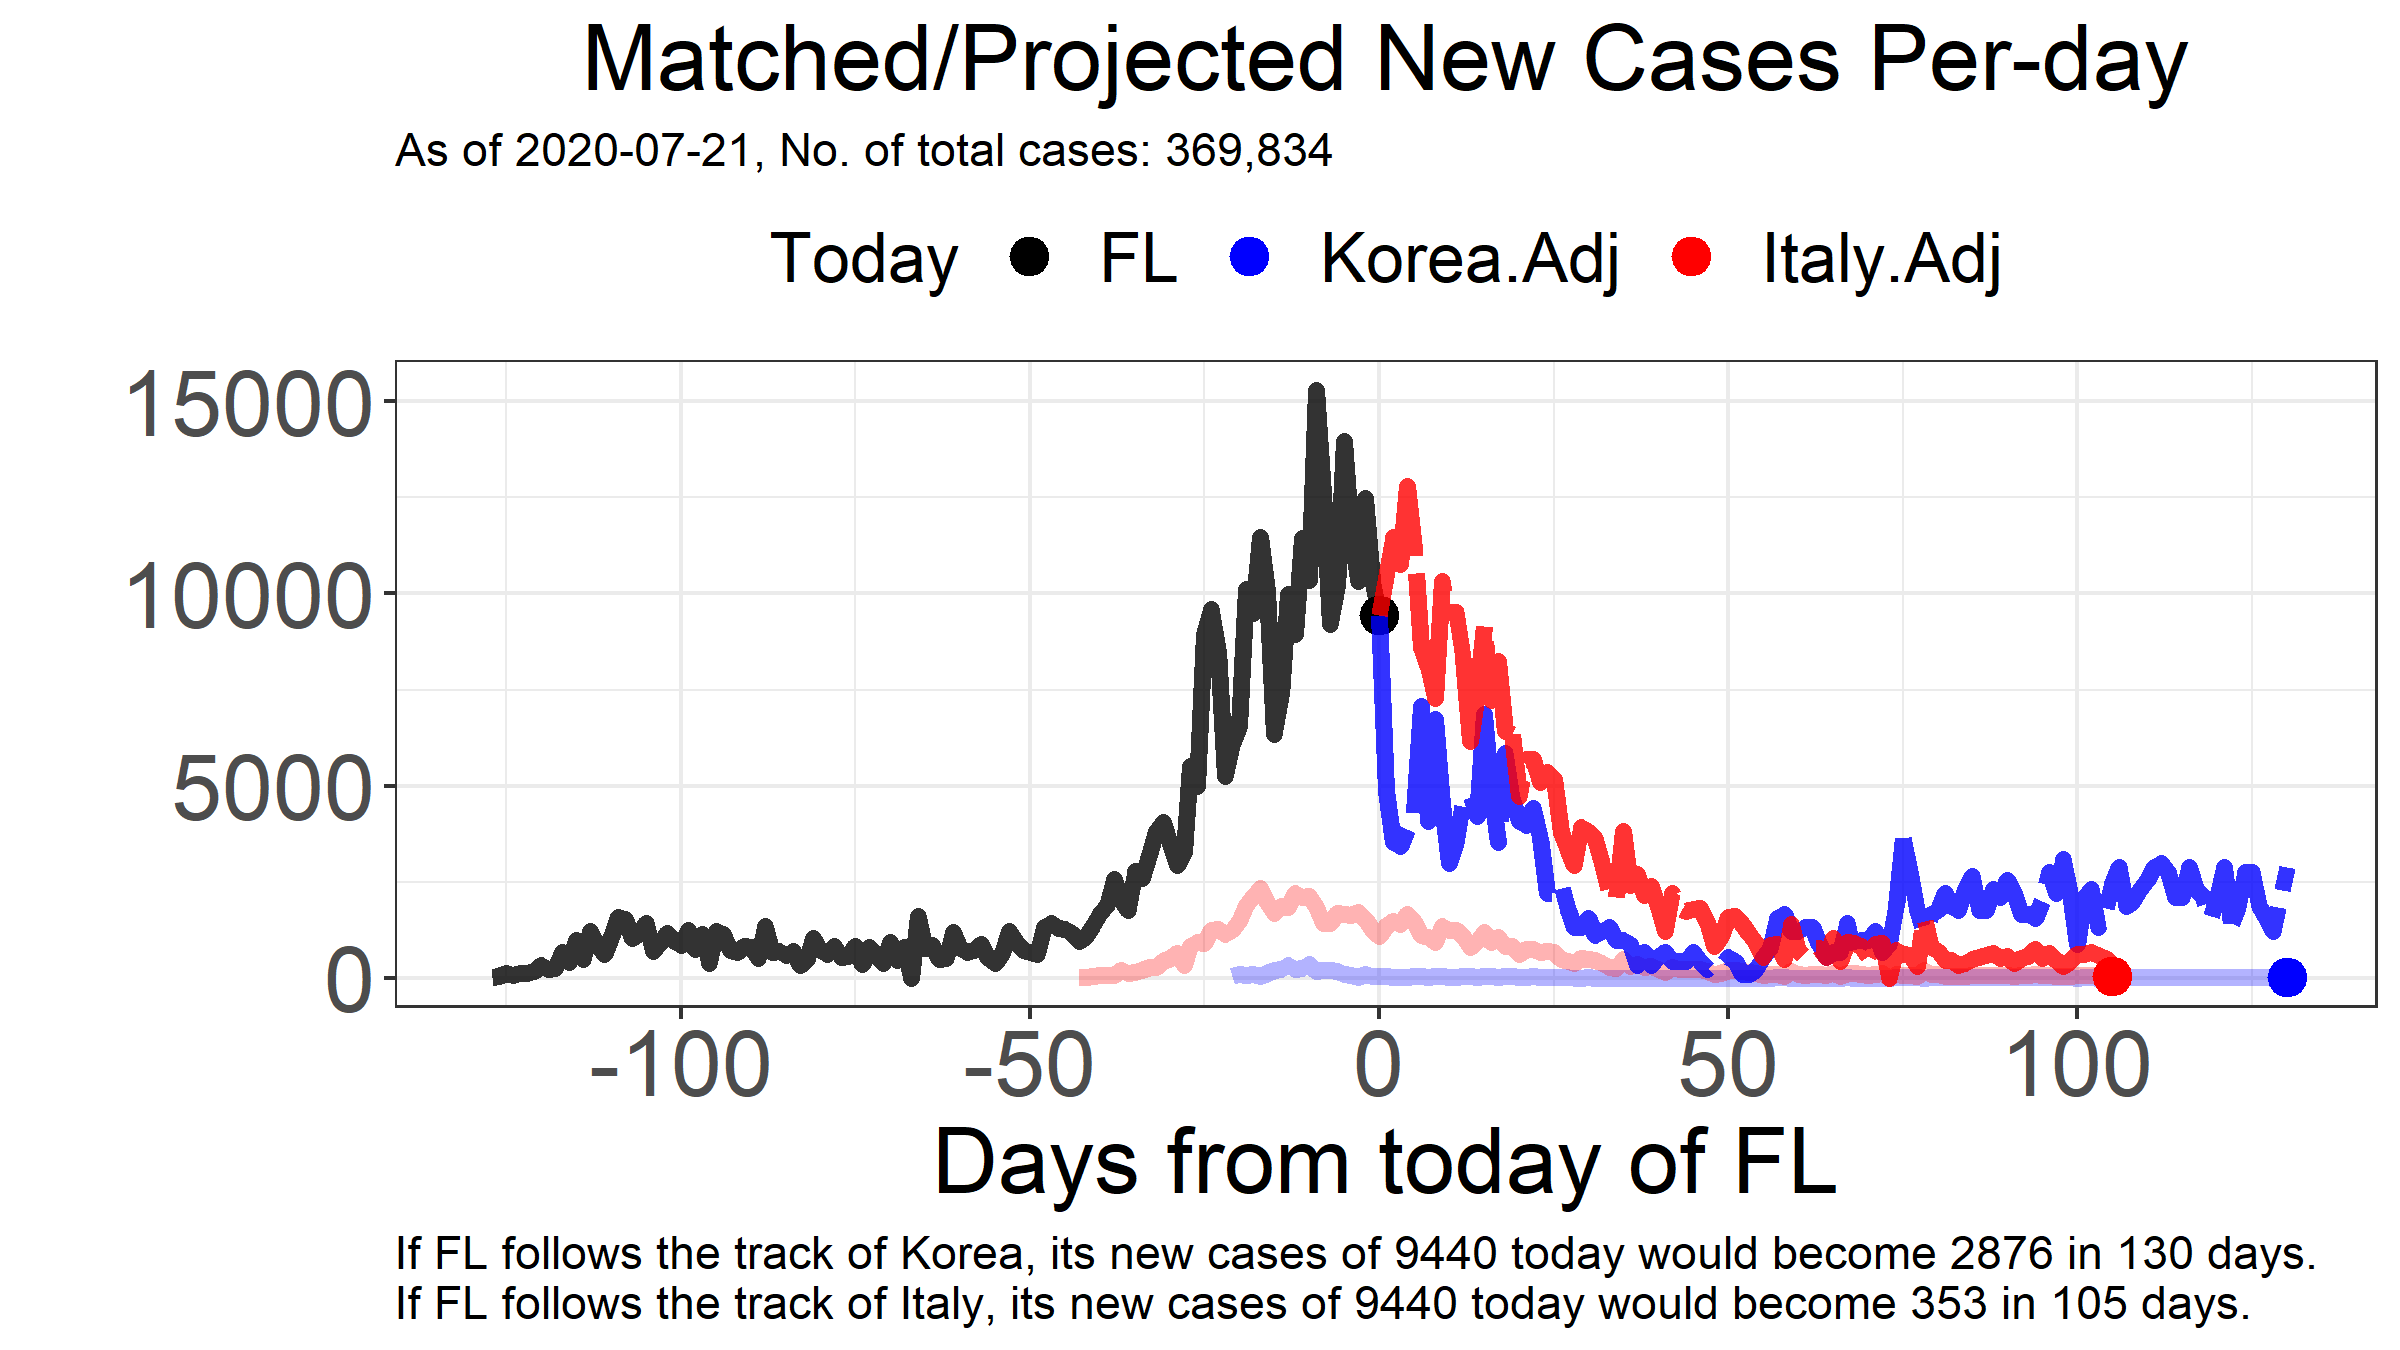 Matched/Projected New Cases Per-day
As of 2020-07-21, No. of total cases: 369,834
Today FL Korea.Adj Italy.Adj
15000
10000
5000
0
-100 -50 0 50 100
Days from today of FL
If FL follows the track of Korea, its new cases of 9440 today would become 2876 in 130 days.
If FL follows the track of Italy, its new cases of 9440 today would become 353 in 105 days.